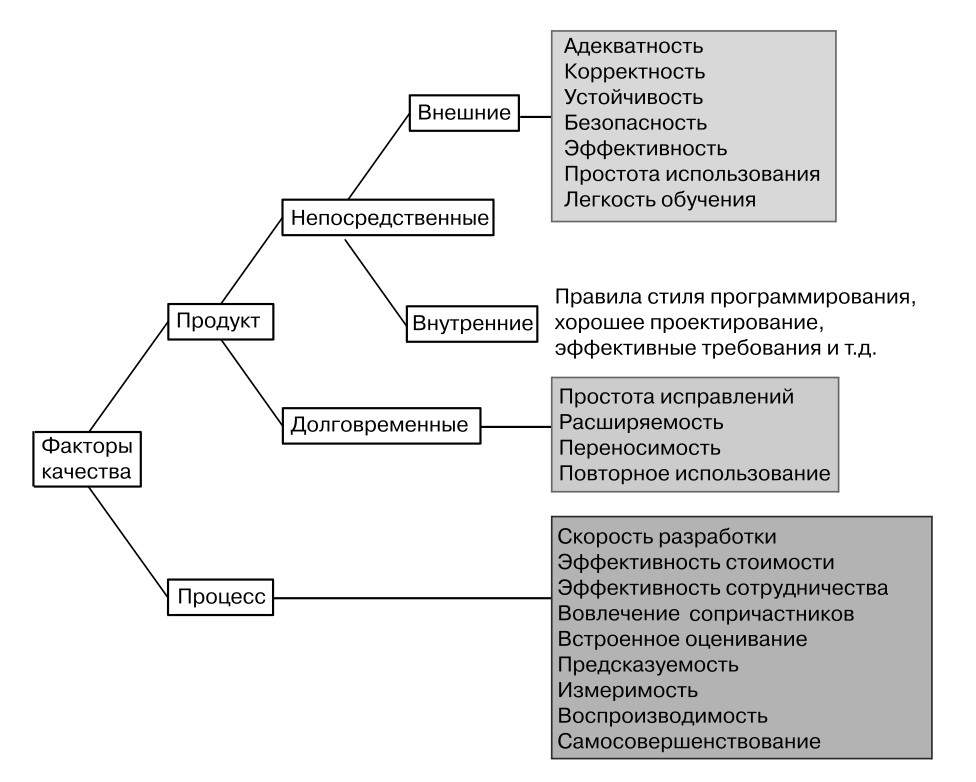 Адекватность
Корректность
Устойчивость
Безопасность
Эффективность
Простота использования
Легкость обучения
Внешние
Непосредственные
Внутренние
Правила стиля программирования,
хорошее проектирование,
эффективные требования и т.д.
Продукт
Долговременные
Простота исправлений
Расширяемость
Переносимость
Повторное использование
Факторы
качества
Процесс
Скорость разработки
Эффективность стоимости
Эффективность сотрудничества
Вовлечение сопричастников
Встроенное оценивание
Предсказуемость
Измеримость
Воспроизводимость
Самосовершенствование